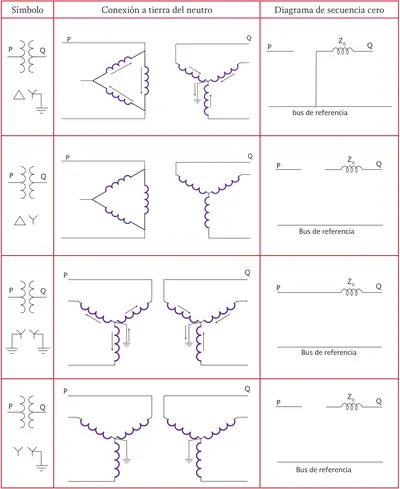 Símbolo Conexión a tierra del neutro Diagrama de secuencia cero
P Q
P Q
P Z0 Q
bus de referencia
P Q
P Q
P Z0 Q
Bus de referencia
P Q
P Q
P Z0 Q
Bus de referencia
P Q
P Q
P Z0 Q
Bus de referencia